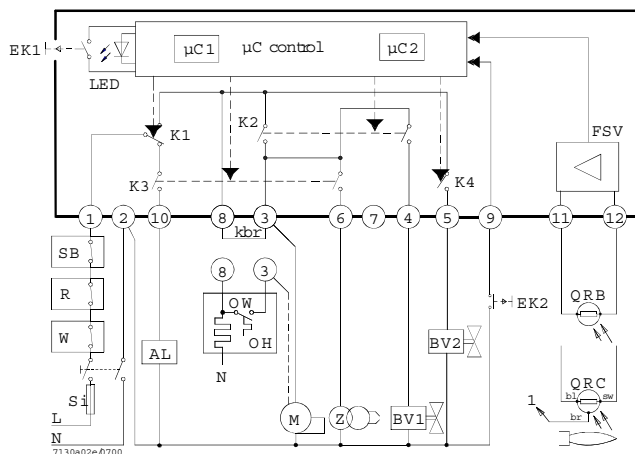 µC1 µC control µC2
EK1
LED
FSV
K1
K2
K3
K4
1 2 10 8 3 6 7 4 5 9 11 12
kbr
SB
8 3
R
EK2
QRB
OW
W
OH
AL
BV2
N
QRC
Si
bl sw
1
br
L
M
Z
BV1
N
7130a02e/0700